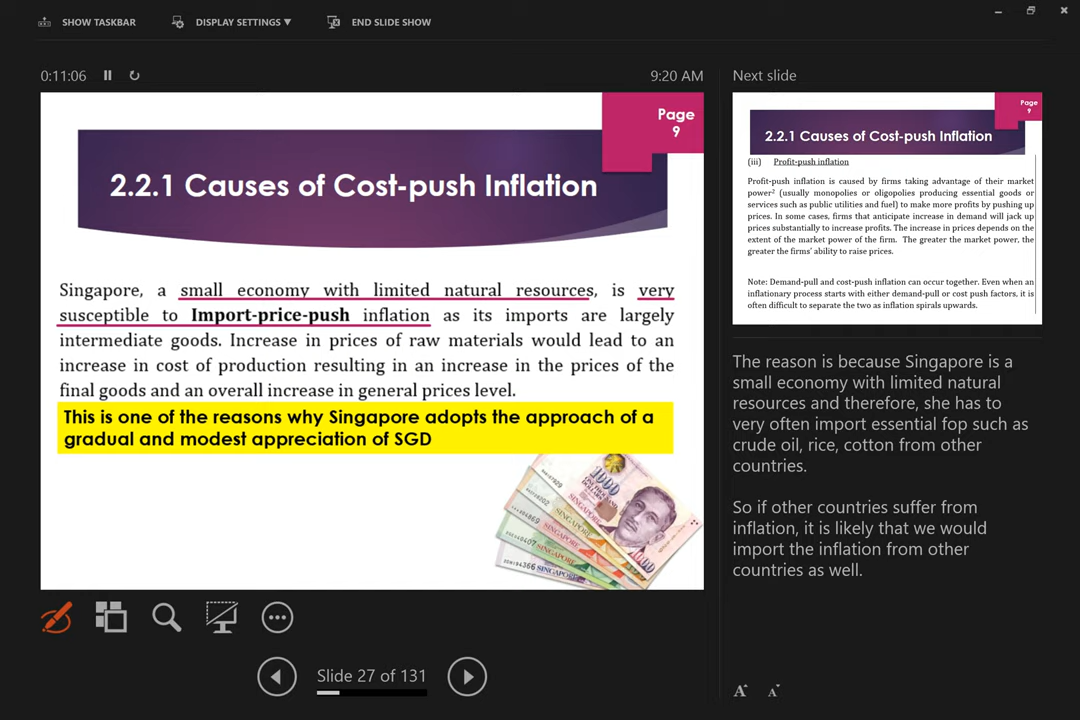 SHOW TASKBAR
DISPLAY SETTINGS ▼
END SLIDE SHOW
0:11:06
9:20 AM
Page
9
2.2.1 Causes of Cost-push Inflation
Singapore, a small economy with limited natural resources, is very
susceptible to Import-price-push inflation as its imports are largely
intermediate goods. Increase in prices of raw materials would lead to an
increase in cost of production resulting in an increase in the prices of the
final goods and an overall increase in general prices level.
This is one of the reasons why Singapore adopts the approach of a
gradual and modest appreciation of SGD
1000
SINGAPORE
SINGAPORE
SINGAPORE
SINGAPORE
Slide 27 of 131
Next slide
Page
9
2.2.1 Causes of Cost-push Inflation
(iii) Profit-push inflation
Profit-push inflation is caused by firms taking advantage of their market
power² (usually monopolies or oligopolies producing essential goods or
services such as public utilities and fuel) to make more profits by pushing up
prices. In some cases, firms that anticipate increase in demand will jack up
prices substantially to increase profits. The increase in prices depends on the
extent of the market power of the firm. The greater the market power, the
greater the firms' ability to raise prices.
Note: Demand-pull and cost-push inflation can occur together. Even when an
inflationary process starts with either demand-pull or cost push factors, it is
often difficult to separate the two as inflation spirals upwards.
The reason is because Singapore is a
small economy with limited natural
resources and therefore, she has to
very often import essential fop such as
crude oil, rice, cotton from other
countries.
So if other countries suffer from
inflation, it is likely that we would
import the inflation from other
countries as well.
A A